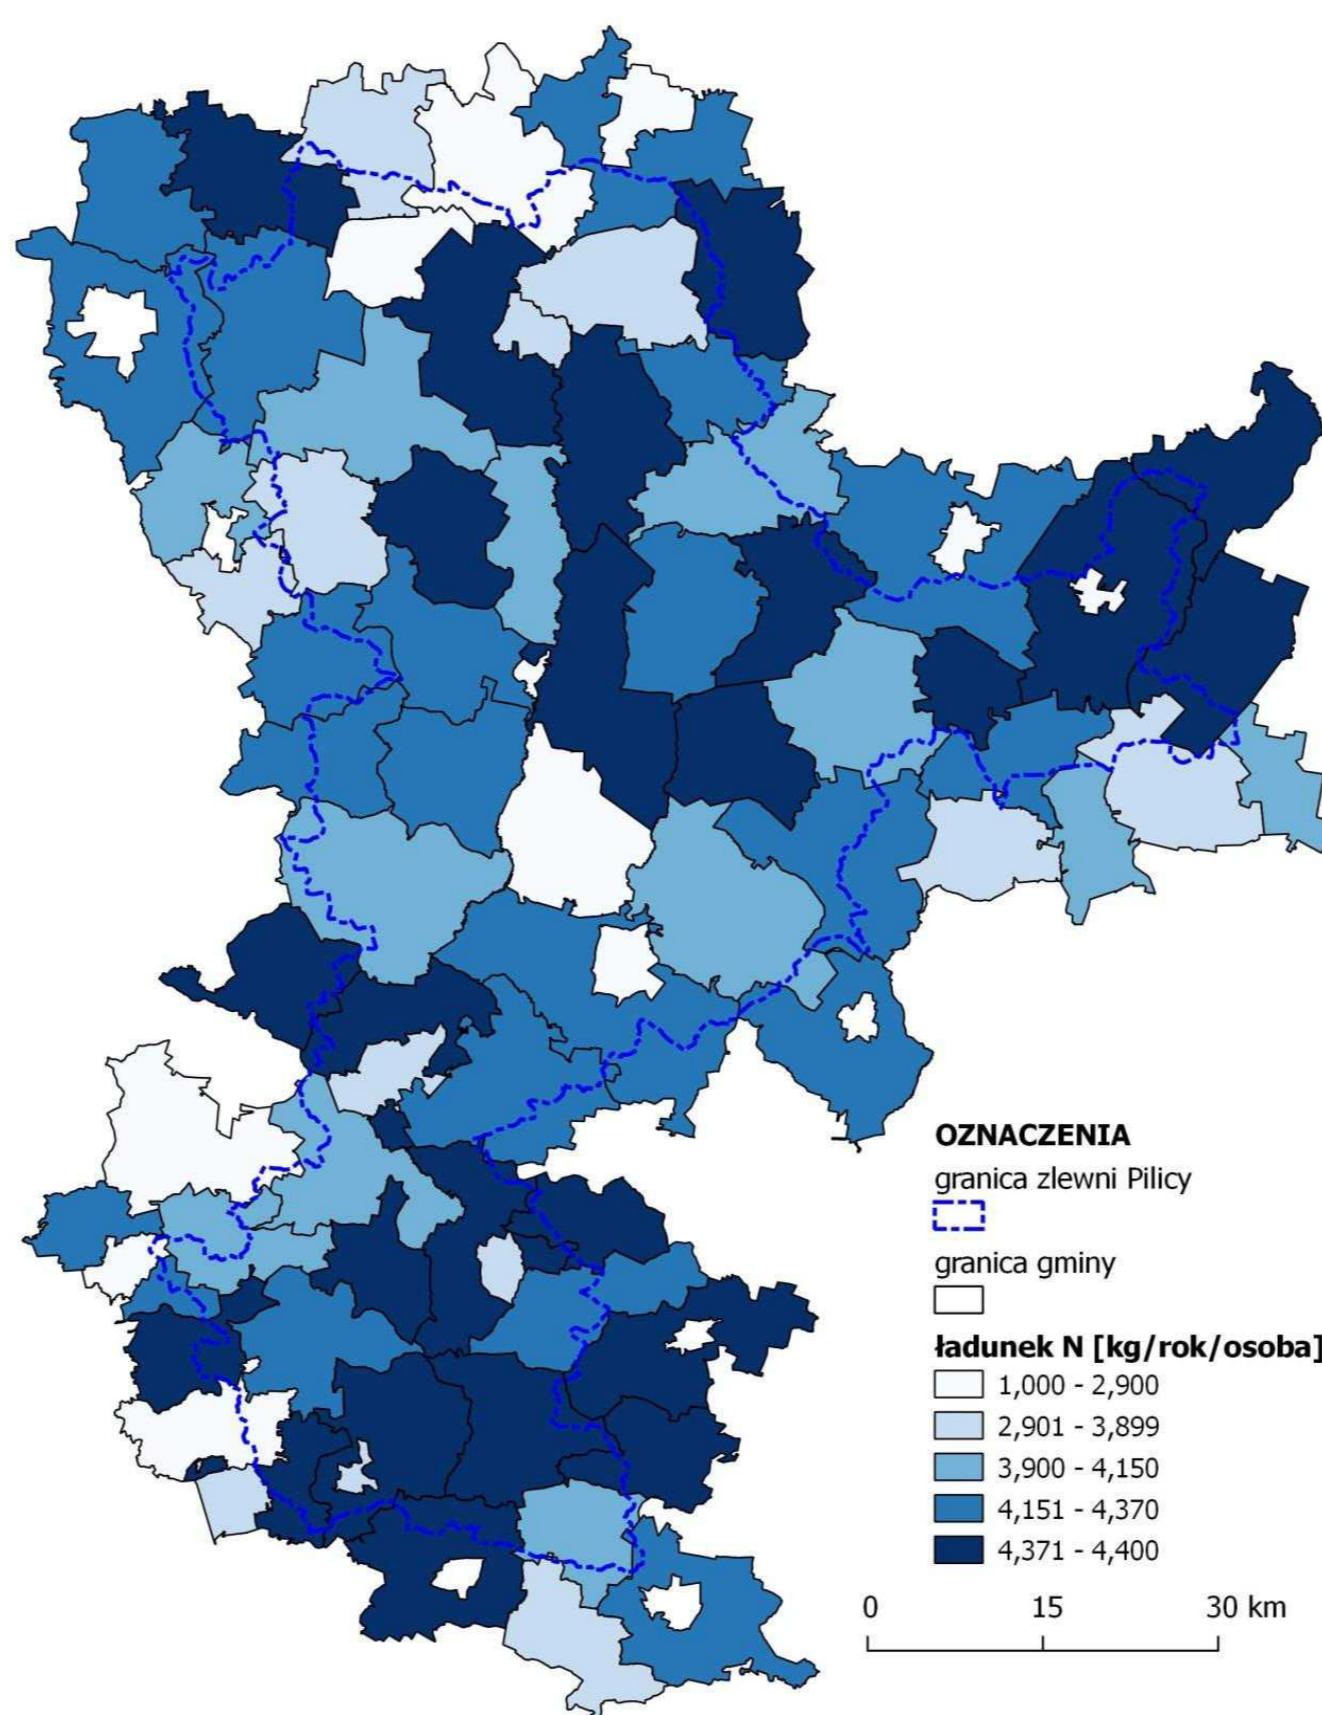 OZNACZENIA
granica zlewni Pilicy
granica gminy
ładunek N [kg/rok/osoba]
1,000 - 2,900
2,901 - 3,899
3,900 - 4,150
4,151 - 4,370
4,371 - 4,400
0 15 30 km